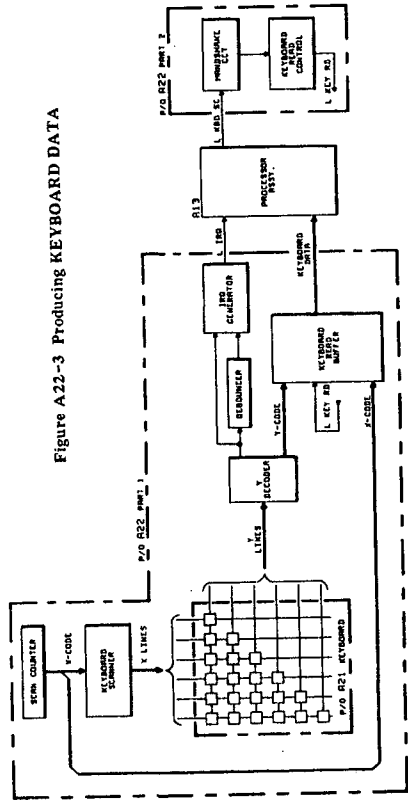 Figure A22-3 Producing KEYBOARD DATA
P/O A22 PART 1
SCAN COUNTER
X-CODE
KEYBOARD
SCANNER
X LINES
P/O A21 KEYBOARD
Y
LINES
Y
DECODER
DEBOUNCER
IRQ
GENERATOR
Y-CODE
L KEY RD
X-CODE
KEYBOARD
READ
BUFFER
L IRQ
KEYBOARD
DATA
A13
PROCESSOR
ASSY.
L KBD SC
P/O A22 PART 2
HANDSHAKE
CCT
KEYBOARD
READ
CONTROL
L KEY RD